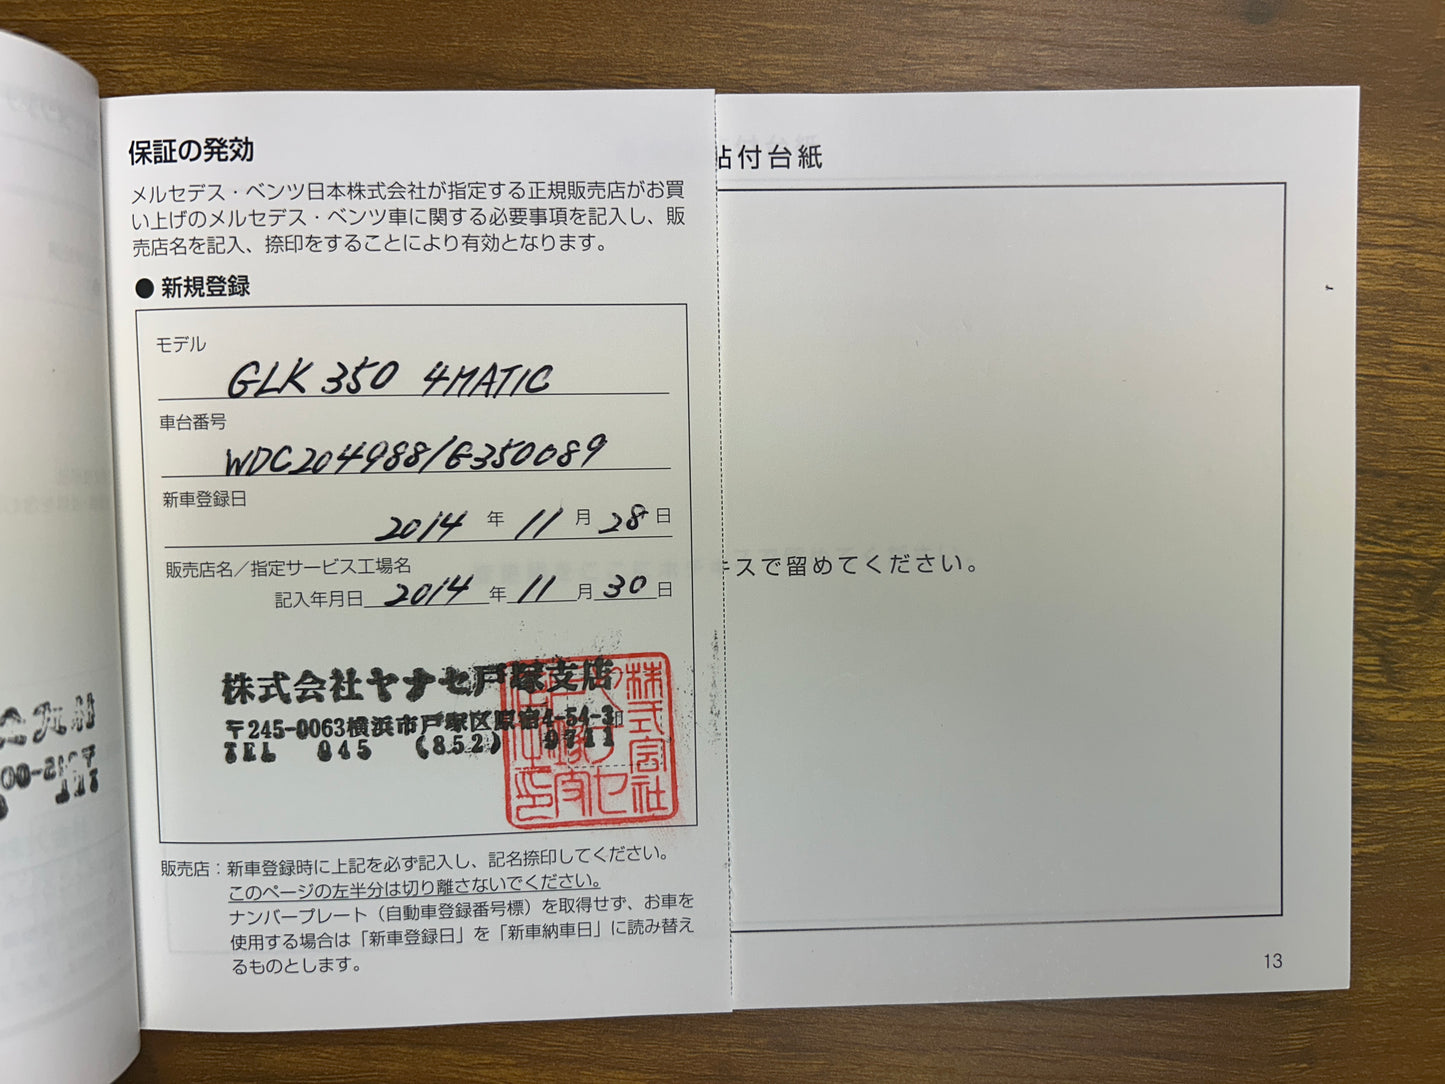 保証の発効
メルセデス・ベンツ日本株式会社が指定する正規販売店がお買
い上げのメルセデス・ベンツ車に関する必要事項を記入し、販
売店名を記入、捺印をすることにより有効となります。
● 新規登録
モデル
GLK 350 4MATIC
車台番号
WDC2049881G350089
新車登録日
2014 年 11 月 28 日
販売店名／指定サービス工場名
記入年月日 2014 年 11 月 30 日
株式会社ヤナセ戸塚支店
〒245-0063横浜市戸塚区原宿4-54-3
TEL 045 (852) 9711
印
販売店：新車登録時に上記を必ず記入し、記名捺印してください。
このページの左半分は切り離さないでください。
ナンバープレート（自動車登録番号標）を取得せず、お車を
使用する場合は「新車登録日」を「新車納車日」に読み替え
るものとします。
付台紙
キスで留めてください。
13